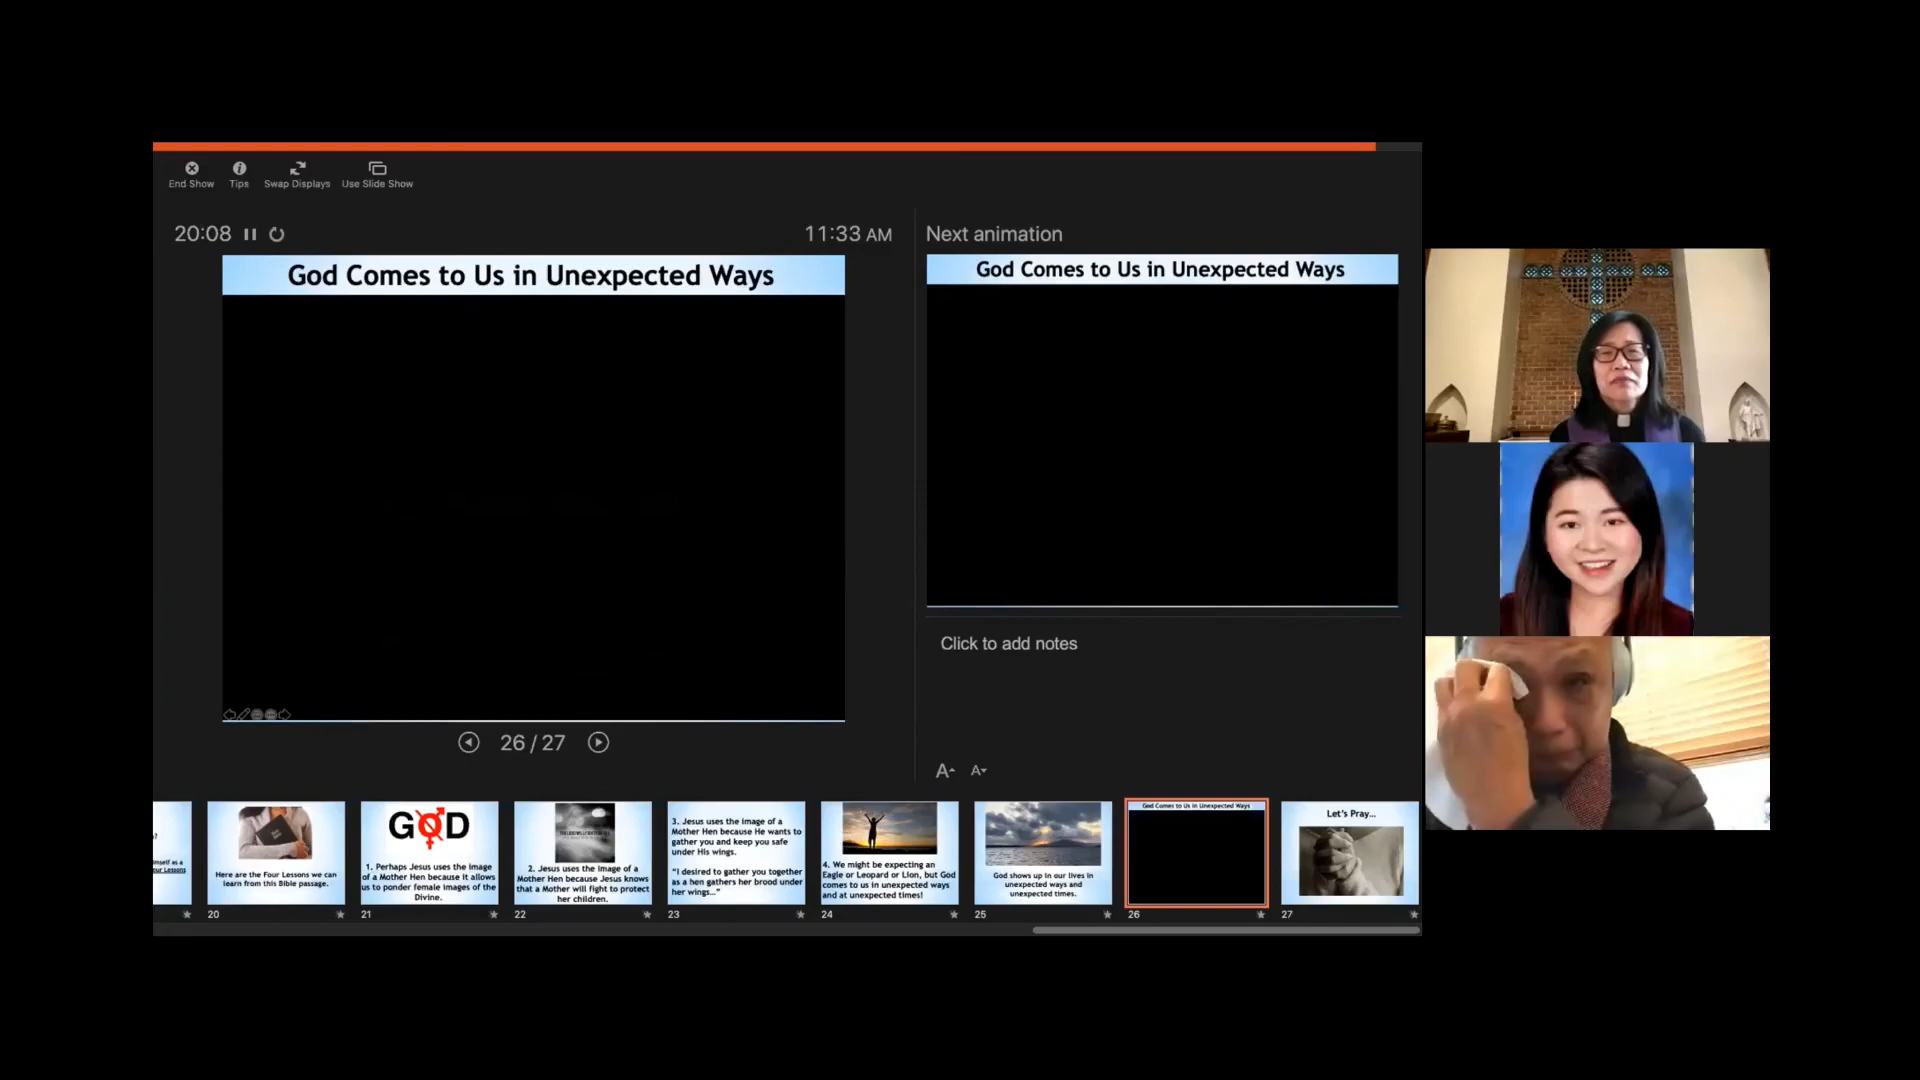 End Show
Tips
Swap Displays
Use Slide Show
20:08
11:33 AM
Next animation
God Comes to Us in Unexpected Ways
God Comes to Us in Unexpected Ways
Click to add notes
26 / 27
A
A
Here are the Four Lessons we can
learn from this Bible passage.
20
GOD
1. Perhaps Jesus uses the image
of a Mother Hen because it allows
us to ponder female images of the
Divine.
21
2. Jesus uses the image of a
Mother Hen because Jesus knows
that a Mother will fight to protect
her children.
22
3. Jesus uses the image of a
Mother Hen because He wants to
gather you and keep you safe
under His wings.
"I desired to gather you together
as a hen gathers her brood under
her wings..."
23
4. We might be expecting an
Eagle or Leopard or Lion, but God
comes to us in unexpected ways
and at unexpected times!
24
God shows up in our lives in
unexpected ways and
unexpected times.
25
God Comes to Us in Unexpected Ways
26
Let's Pray...
27